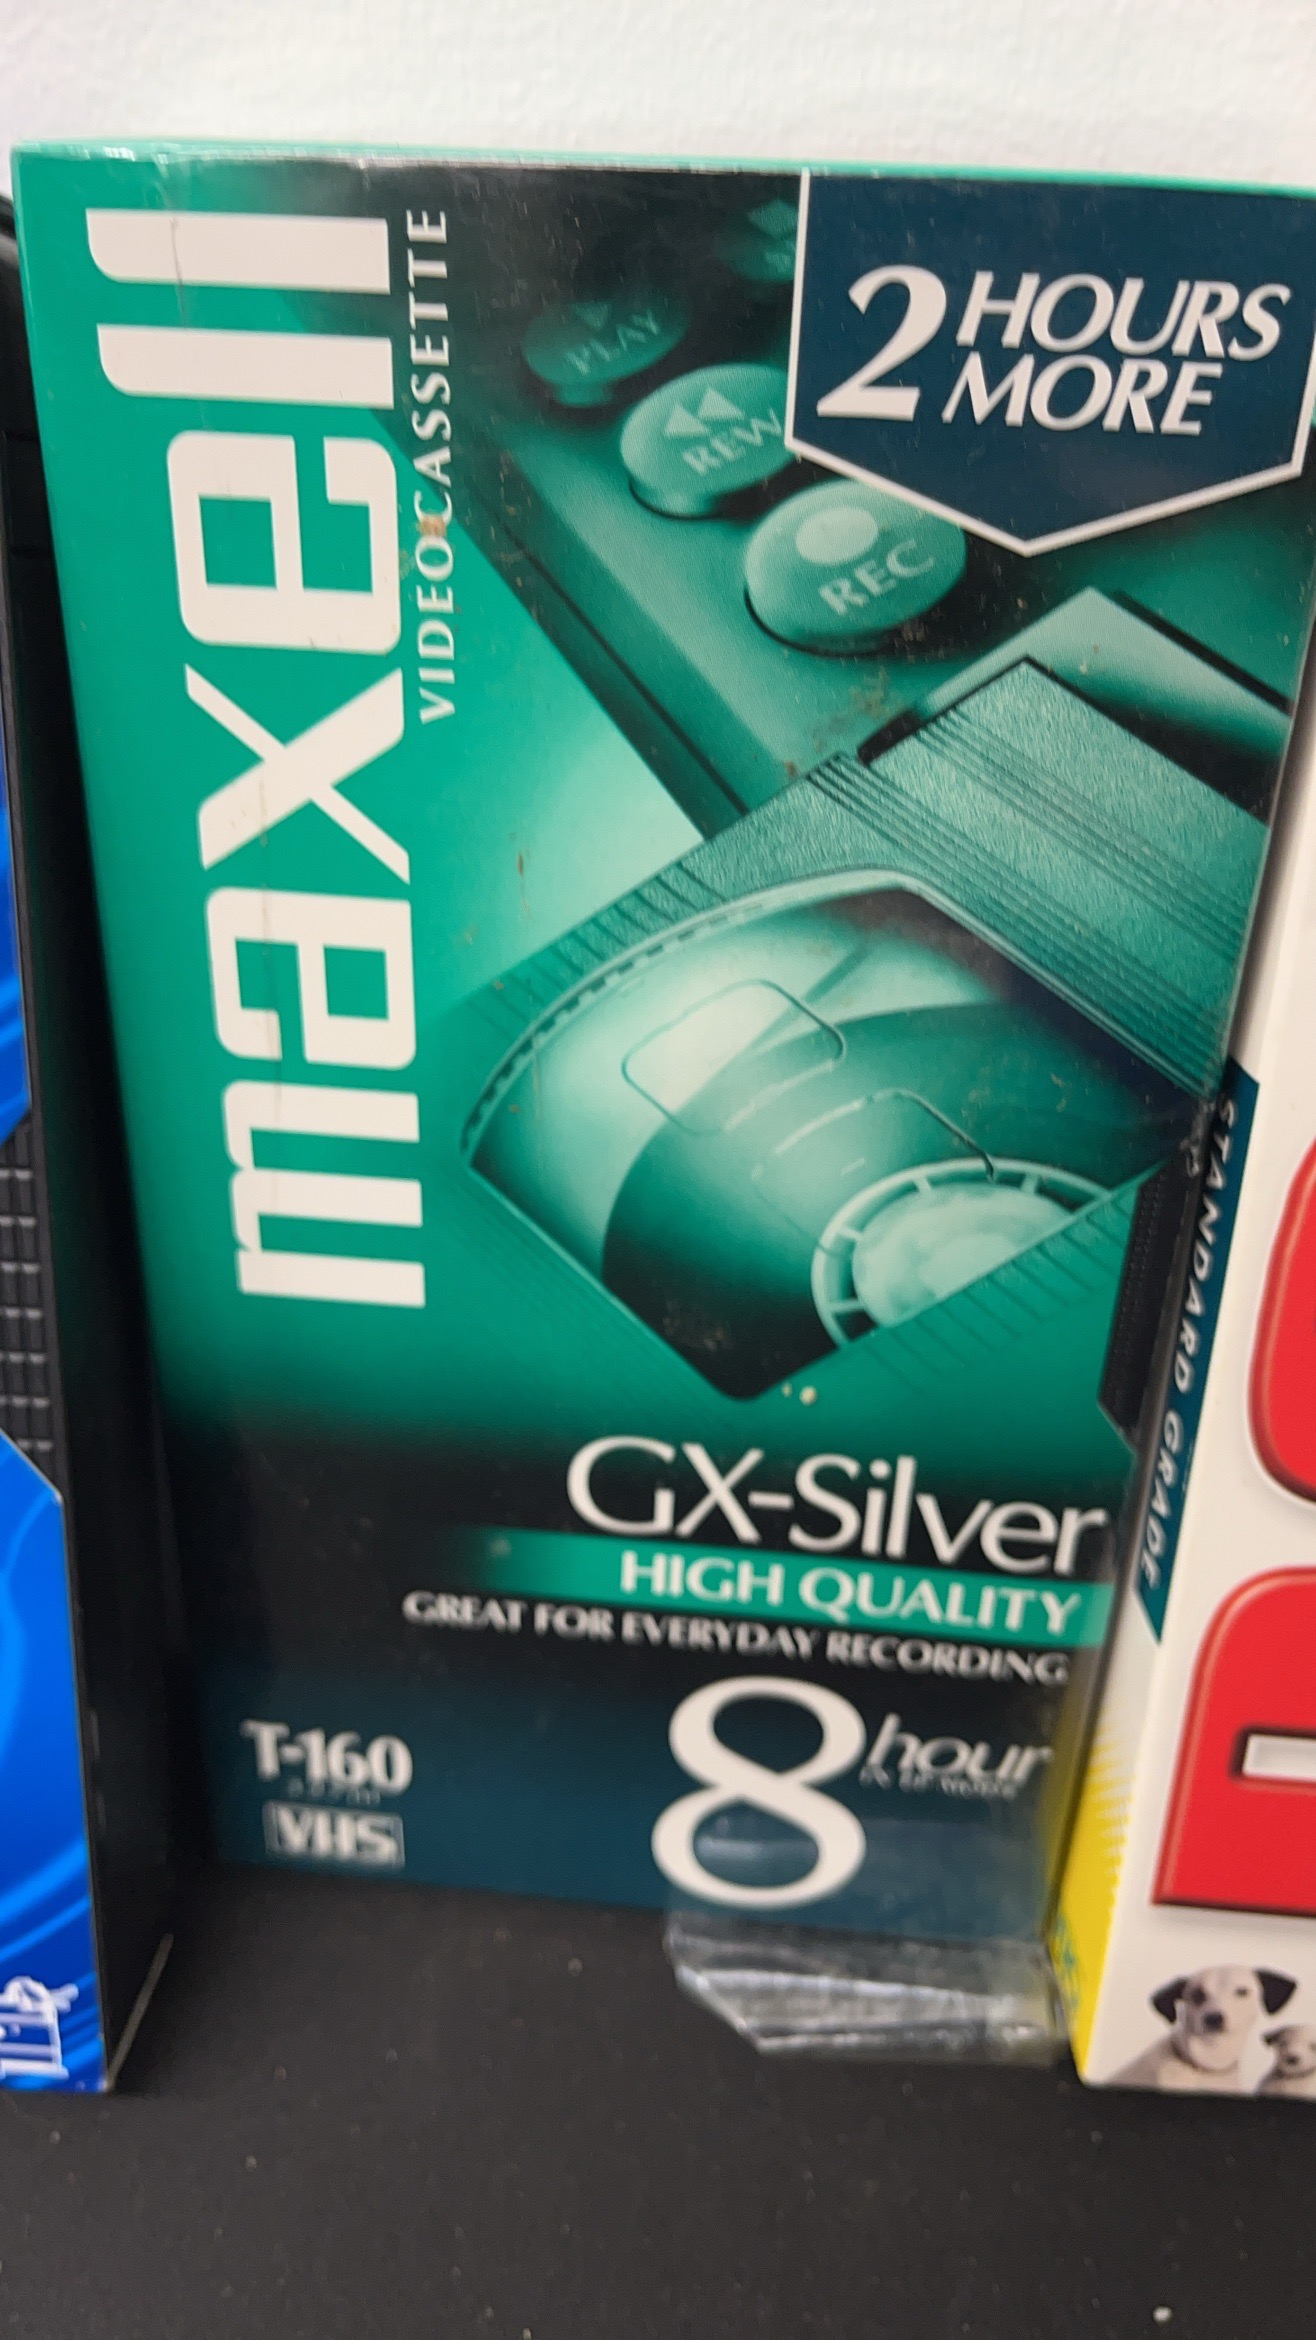 maxell
VIDEOCASSETTE
2 HOURS
MORE
PLAY
REW
REC
STANDARD GRADE
GX-Silver
HIGH QUALITY
GREAT FOR EVERYDAY RECORDING
T-160
VHS
8 hour